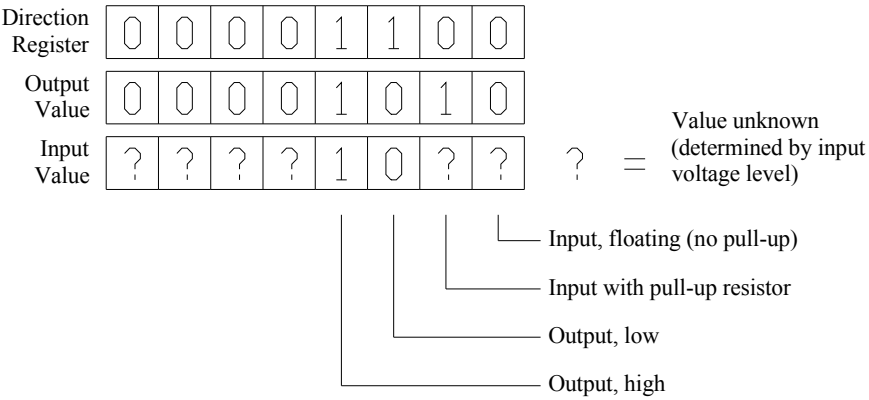 Direction
Register
0 0 0 0 1 1 0 0
Output
Value
0 0 0 0 1 0 1 0
Input
Value
? ? ? ? 1 0 ? ?
? =
Value unknown
(determined by input
voltage level)
Input, floating (no pull-up)
Input with pull-up resistor
Output, low
Output, high